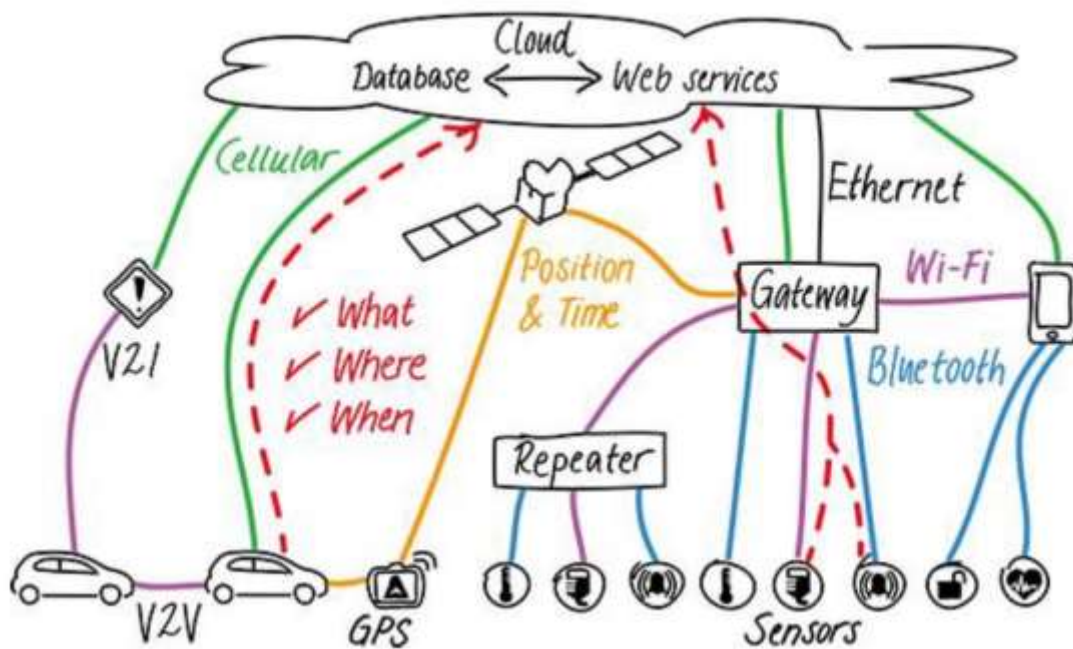 Cloud
Database Web services
Cellular
Ethernet
Position
& Time
Gateway
Wi-Fi
✓ What
✓ Where
✓ When
V2I
Bluetooth
Repeater
V2V
GPS
Sensors